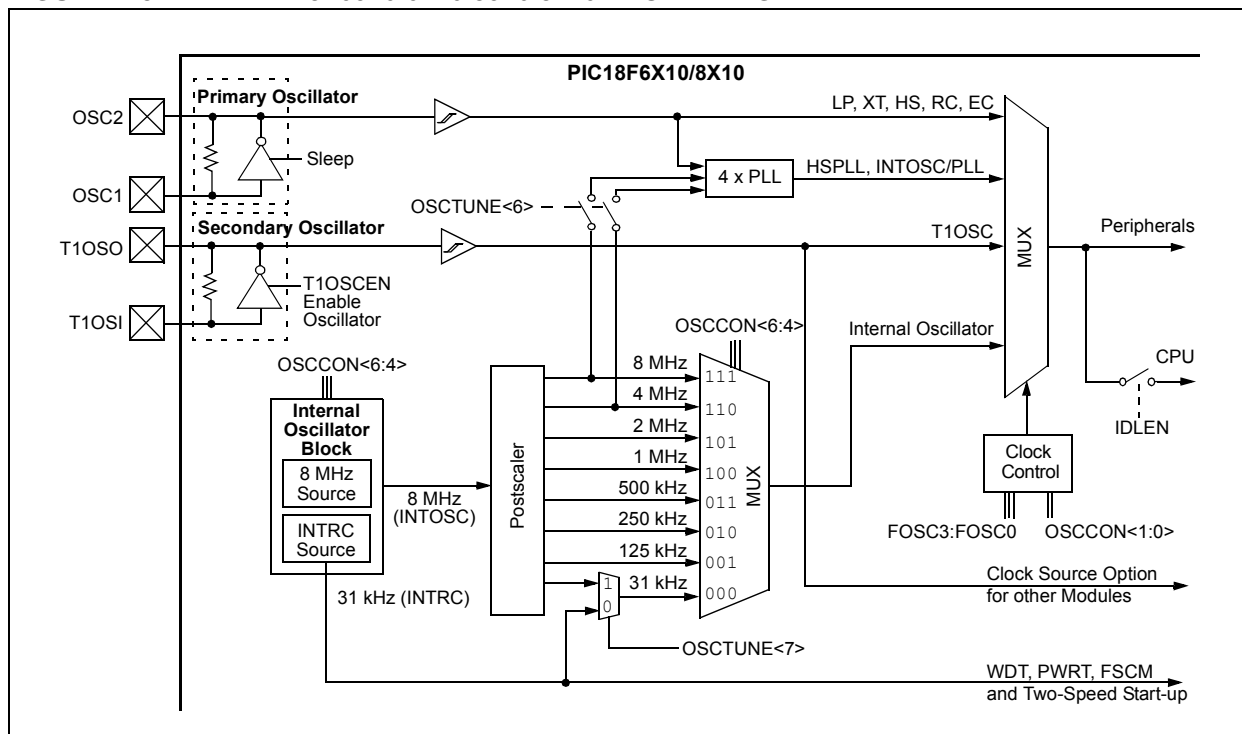 PIC18F6X10/8X10
Primary Oscillator
OSC2
Sleep
OSC1
LP, XT, HS, RC, EC
4 x PLL
HSPLL, INTOSC/PLL
OSCTUNE<6>
Secondary Oscillator
T1OSO
T1OSCEN
Enable
Oscillator
T1OSI
T1OSC
MUX
Peripherals
Internal Oscillator
CPU
IDLEN
Clock
Control
FOSC3:FOSC0
OSCCON<1:0>
OSCCON<6:4>
Internal
Oscillator
Block
8 MHz
Source
INTRC
Source
8 MHz
(INTOSC)
31 kHz (INTRC)
Postscaler
OSCCON<6:4>
8 MHz
111
4 MHz
110
2 MHz
101
1 MHz
100
500 kHz
011
250 kHz
010
125 kHz
001
1
0
31 kHz
000
MUX
OSCTUNE<7>
Clock Source Option
for other Modules
WDT, PWRT, FSCM
and Two-Speed Start-up